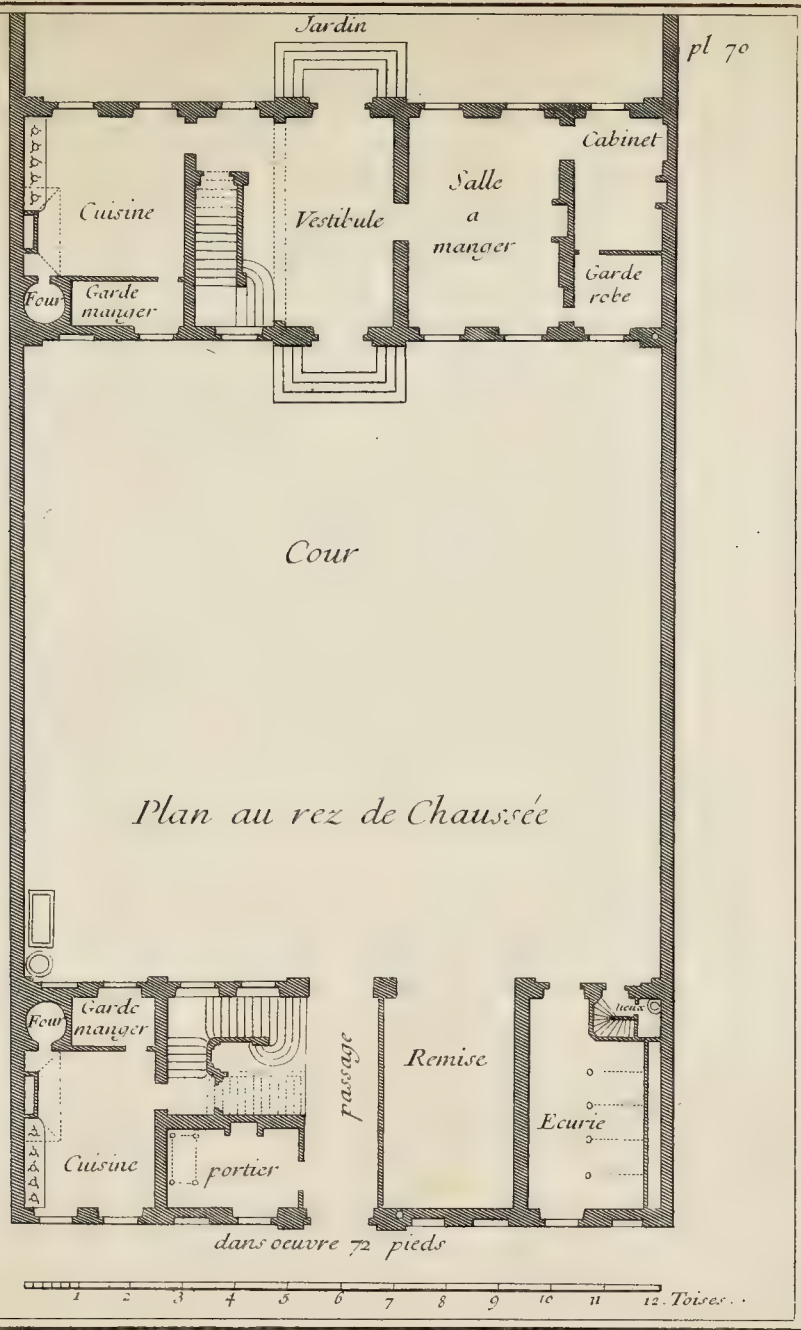 Jardin
pl 70
Cabinet
Cuisine
Vestibule
Salle
a
manger
Garde
robe
Four
Garde
manger
Cour
Plan au rez de Chaussée
Four
Garde
manger
lieux
passage
Remise
Ecurie
Cuisine
portier
dans oeuvre 72 pieds
1 2 3 4 5 6 7 8 9 10 11 12. Toises.